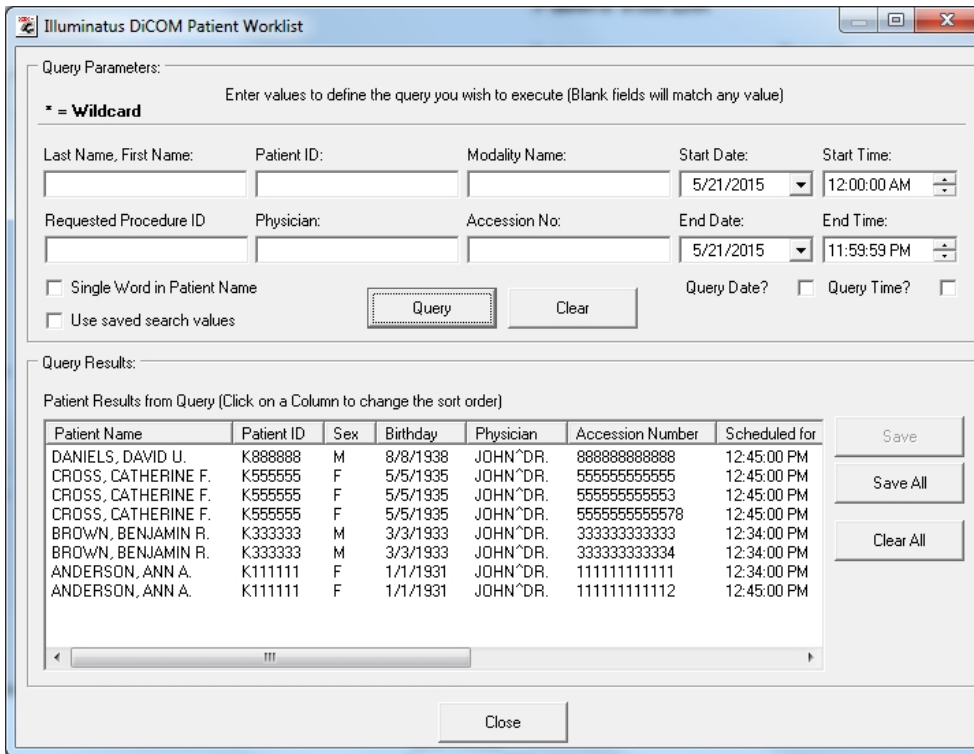 Illuminatus DiCOM Patient Worklist
Query Parameters:
Enter values to define the query you wish to execute (Blank fields will match any value)
* = Wildcard
Last Name, First Name: Patient ID: Modality Name: Start Date: Start Time:
5/21/2015 12:00:00 AM
Requested Procedure ID Physician: Accession No: End Date: End Time:
5/21/2015 11:59:59 PM
Single Word in Patient Name Query Date? Query Time?
Use saved search values Query Clear
Query Results:
Patient Results from Query (Click on a Column to change the sort order)
Patient Name Patient ID Sex Birthday Physician Accession Number Scheduled for
DANIELS, DAVID U. K888888 M 8/8/1938 JOHN^DR. 888888888888 12:45:00 PM
CROSS, CATHERINE F. K555555 F 5/5/1935 JOHN^DR. 555555555555 12:45:00 PM
CROSS, CATHERINE F. K555555 F 5/5/1935 JOHN^DR. 555555555553 12:45:00 PM
CROSS, CATHERINE F. K555555 F 5/5/1935 JOHN^DR. 5555555555578 12:45:00 PM
BROWN, BENJAMIN R. K333333 M 3/3/1933 JOHN^DR. 333333333333 12:34:00 PM
BROWN, BENJAMIN R. K333333 M 3/3/1933 JOHN^DR. 333333333334 12:45:00 PM
ANDERSON, ANN A. K111111 F 1/1/1931 JOHN^DR. 111111111111 12:34:00 PM
ANDERSON, ANN A. K111111 F 1/1/1931 JOHN^DR. 111111111112 12:45:00 PM
Save
Save All
Clear All
Close